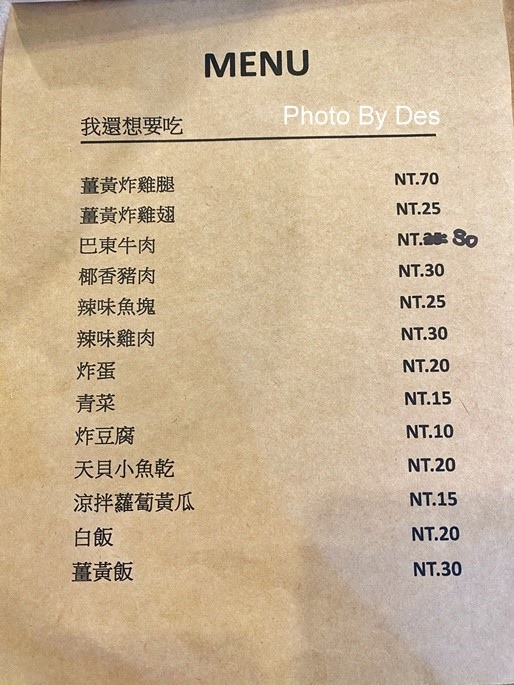 MENU
我還想要吃
Photo By Des
薑黃炸雞腿 NT.70
薑黃炸雞翅 NT.25
巴東牛肉 NT. 80
椰香豬肉 NT.30
辣味魚塊 NT.25
辣味雞肉 NT.30
炸蛋 NT.20
青菜 NT.15
炸豆腐 NT.10
天貝小魚乾 NT.20
涼拌蘿蔔黃瓜 NT.15
白飯 NT.20
薑黃飯 NT.30